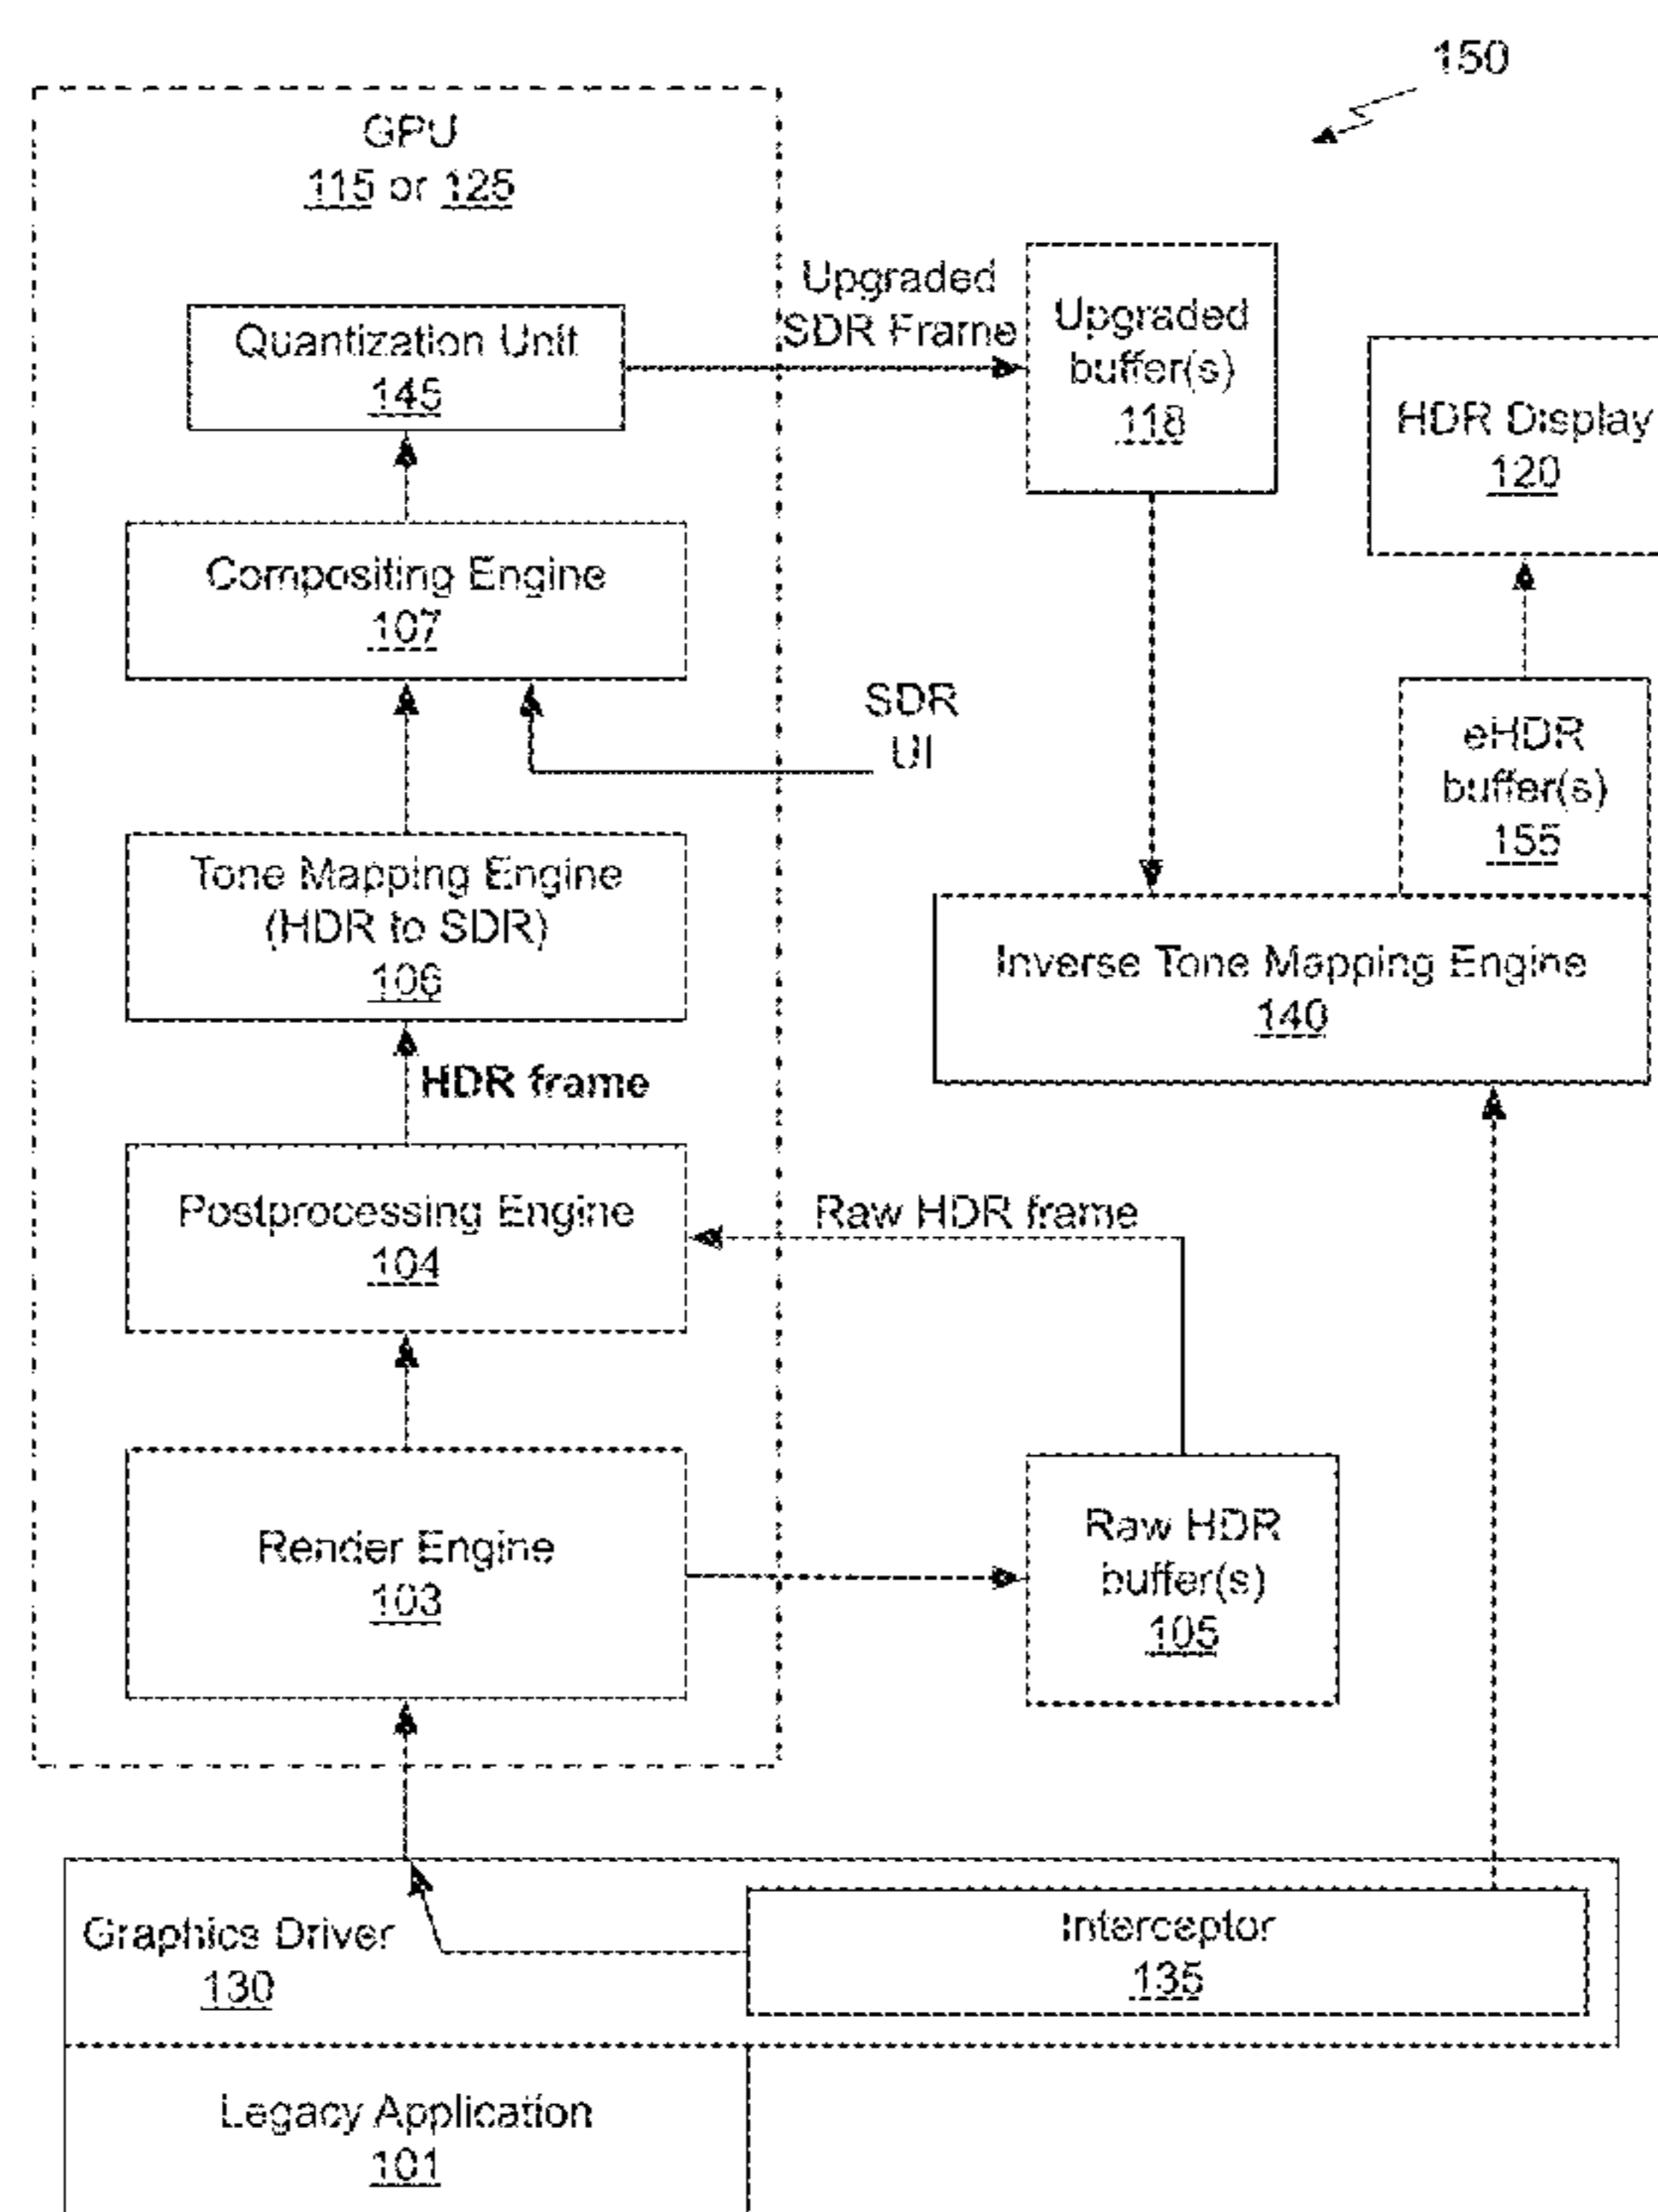 150
GPU
115 or 125
Quantization Unit
145
Upgraded
SDR Frame
Upgraded
buffer(s)
118
HDR Display
120
Compositing Engine
107
SDR
UI
eHDR
buffer(s)
155
Tone Mapping Engine
(HDR to SDR)
106
Inverse Tone Mapping Engine
140
HDR frame
Postprocessing Engine
104
Raw HDR frame
Render Engine
103
Raw HDR
buffer(s)
105
Graphics Driver
130
Interceptor
135
Legacy Application
101